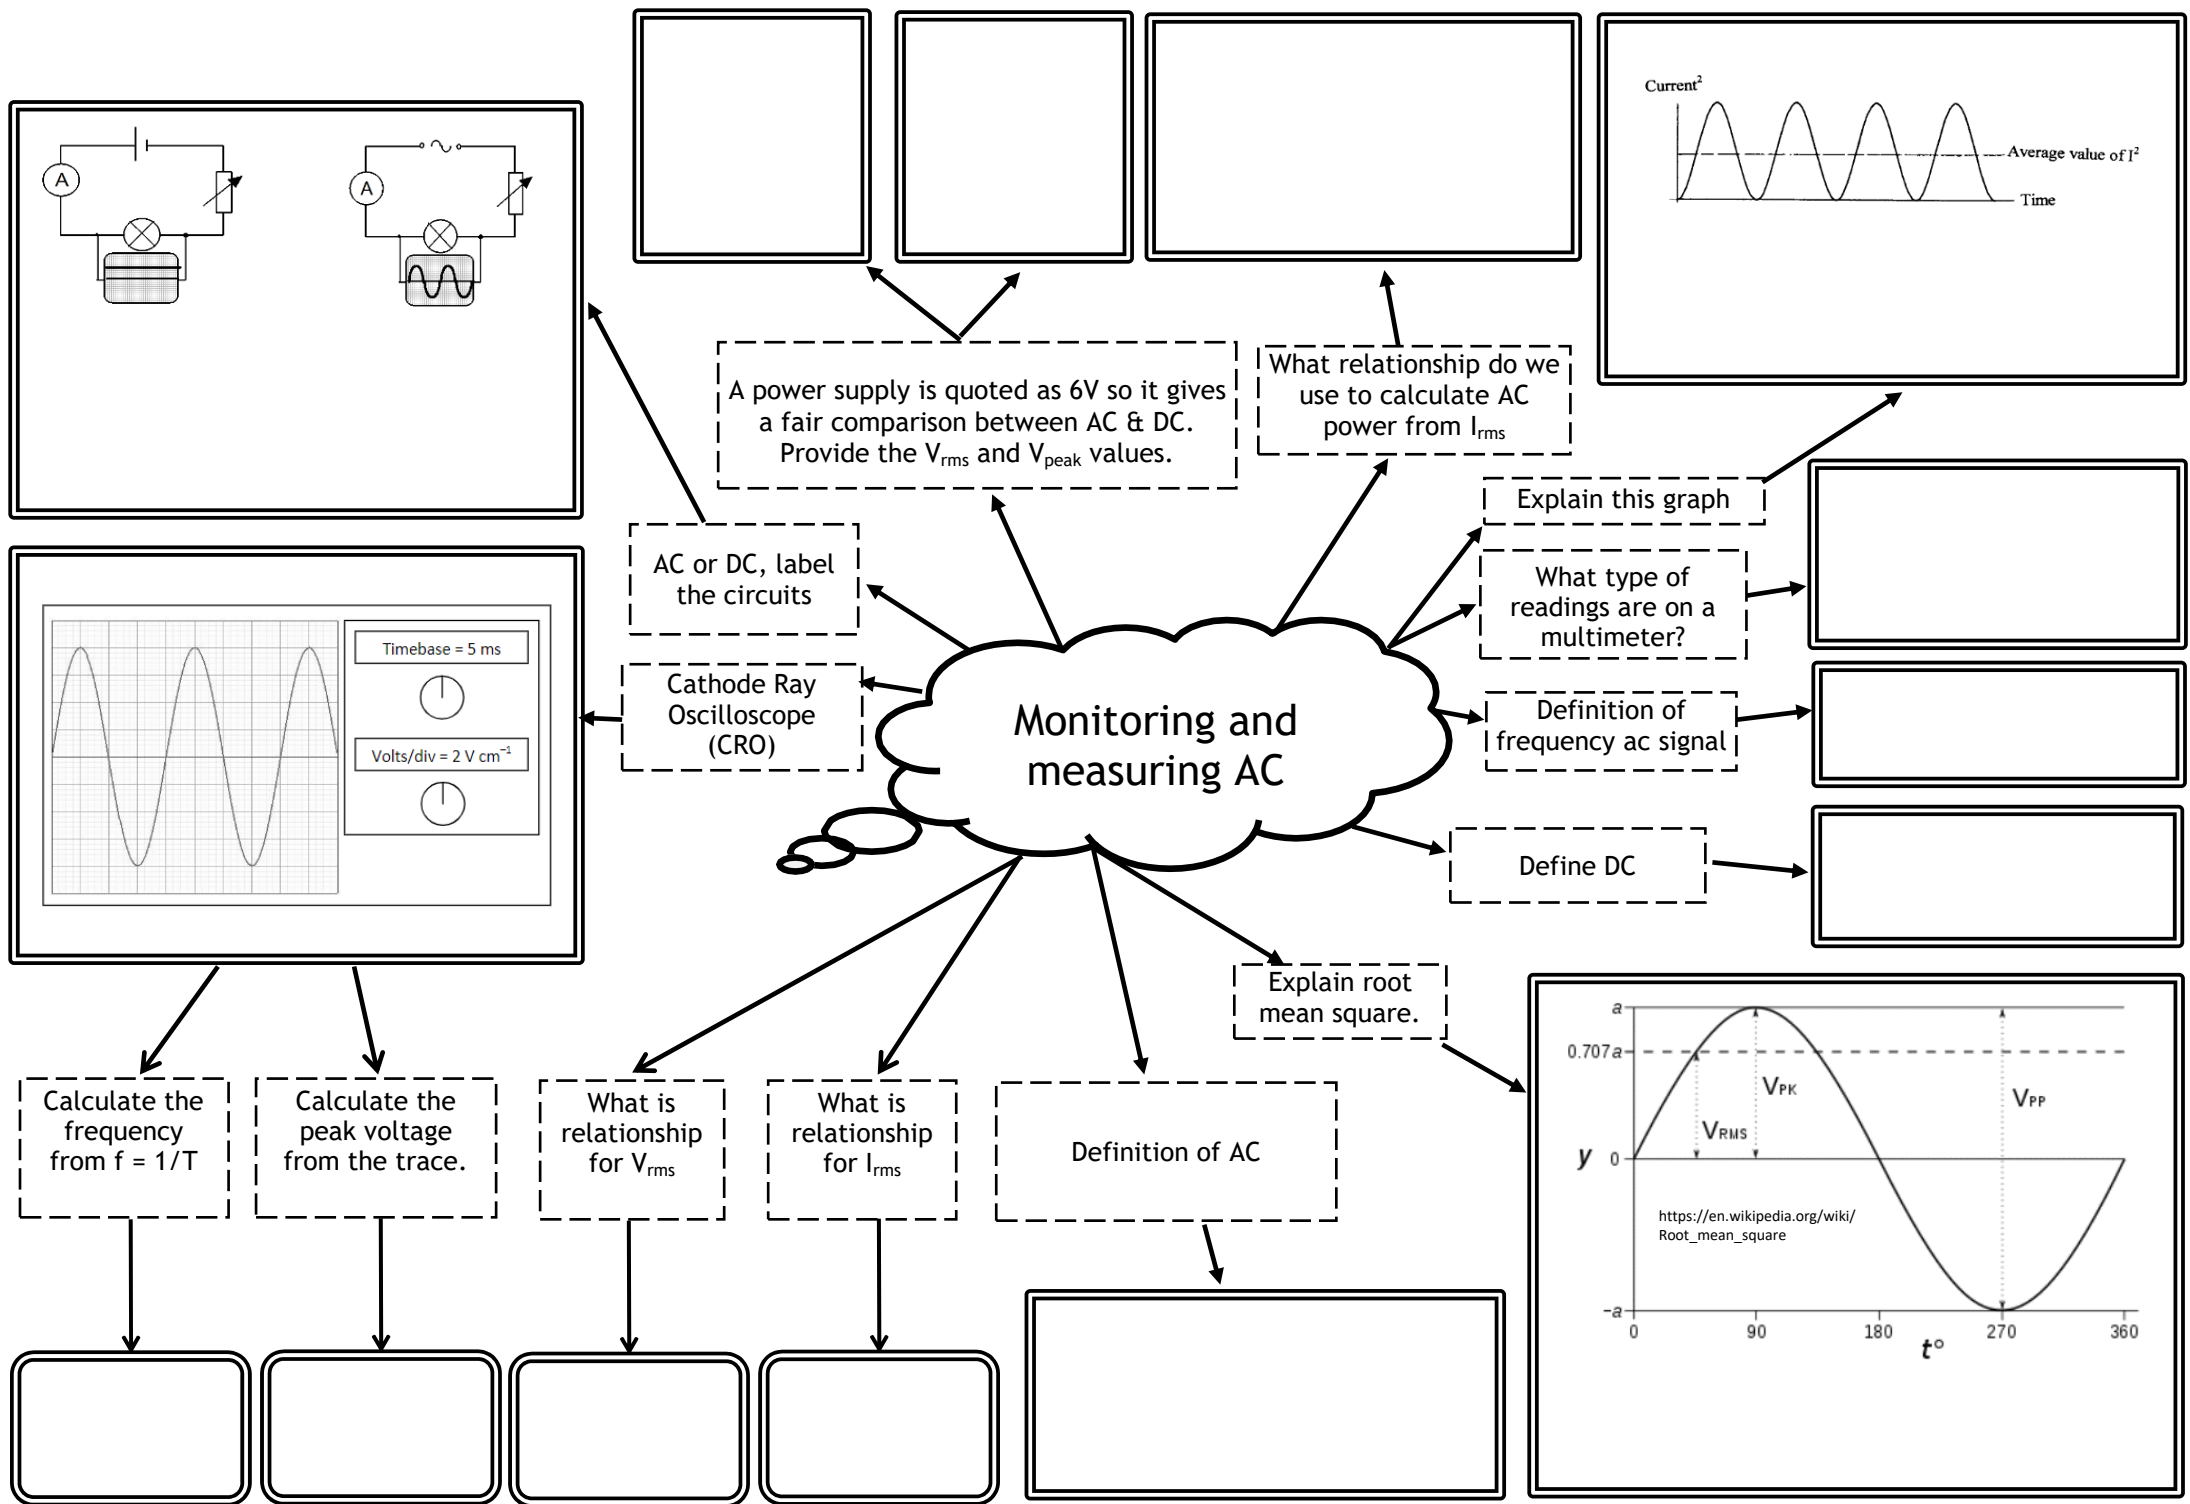 A
A
Current²
Average value of I²
Time
A power supply is quoted as 6V so it gives
a fair comparison between AC & DC.
Provide the Vrms and Vpeak values.
What relationship do we
use to calculate AC
power from Irms
Explain this graph
AC or DC, label
the circuits
What type of
readings are on a
multimeter?
Timebase = 5 ms
Volts/div = 2 V cm⁻¹
Cathode Ray
Oscilloscope
(CRO)
Monitoring and
measuring AC
Definition of
frequency ac signal
Define DC
Explain root
mean square.
Calculate the
frequency
from f = 1/T
Calculate the
peak voltage
from the trace.
What is
relationship
for Vrms
What is
relationship
for Irms
Definition of AC
a
0.707a
VPK
VPP
VRMS
y 0
https://en.wikipedia.org/wiki/
Root_mean_square
-a
0 90 180 270 360
t°